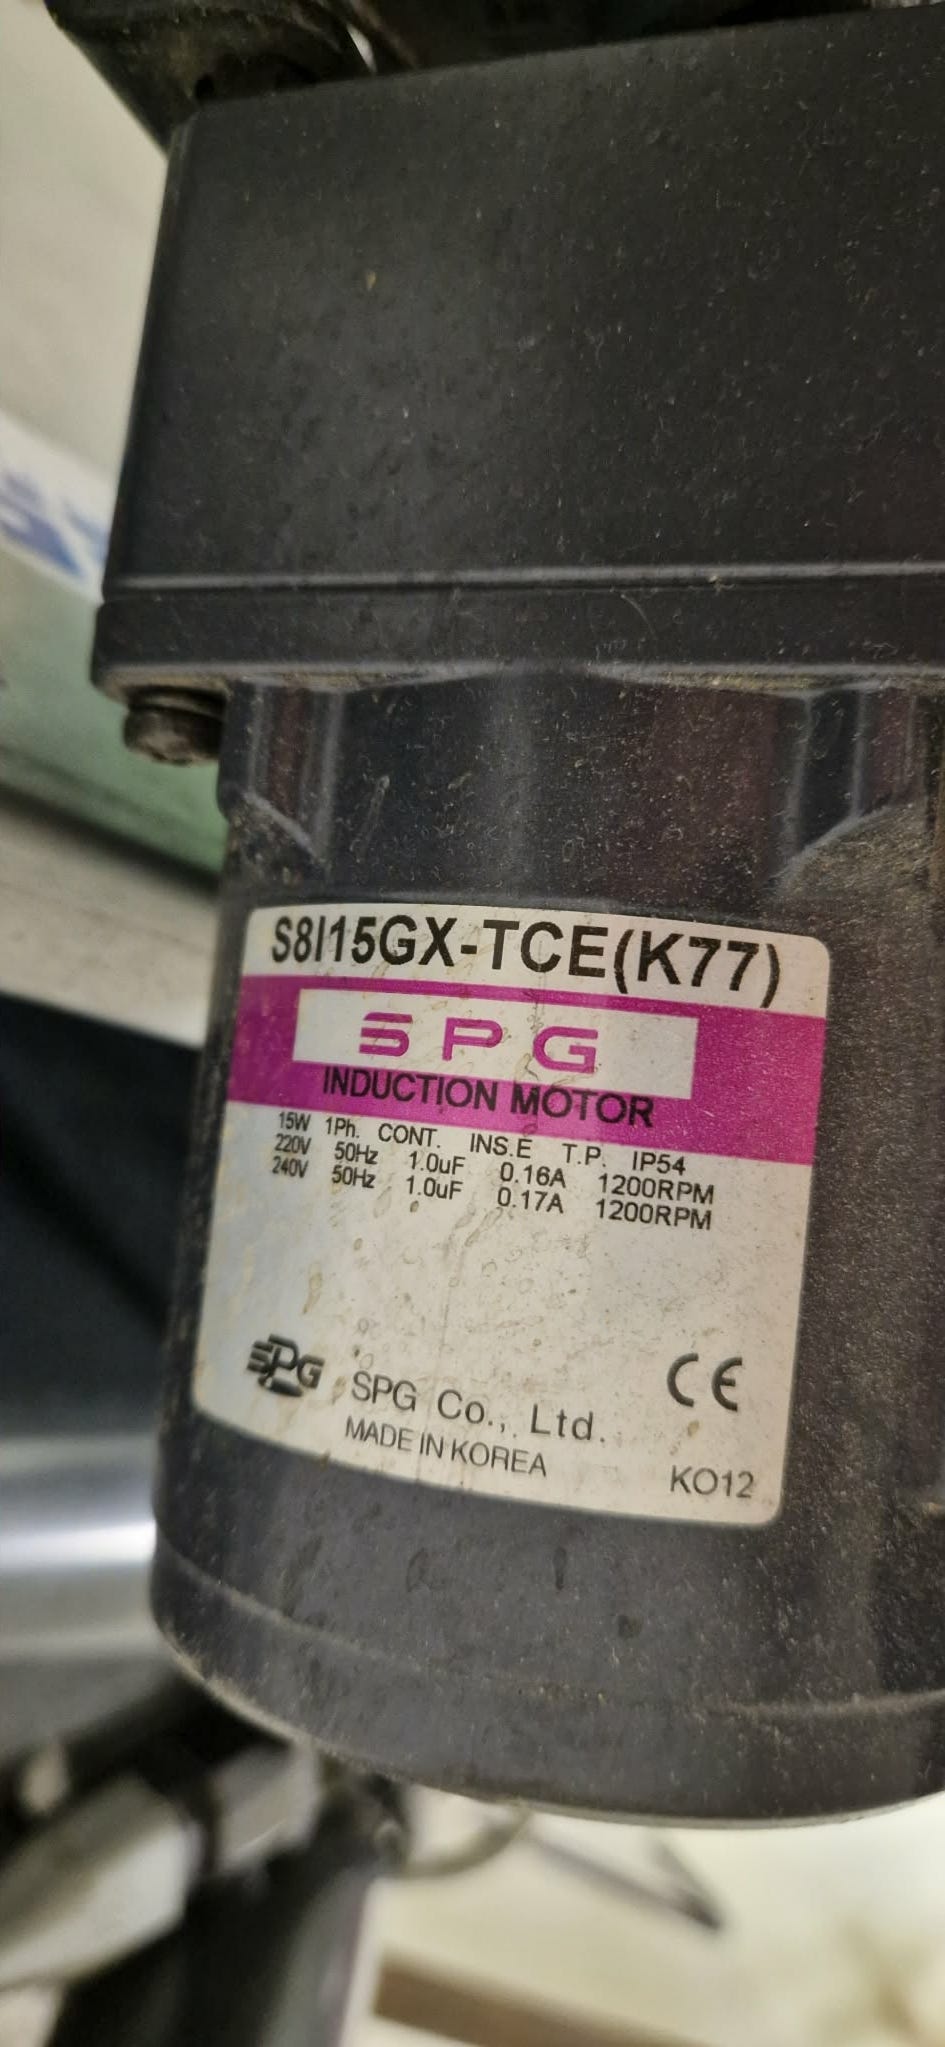 S8I15GX-TCE(K77)
SPG
INDUCTION MOTOR
15W 1Ph. CONT. INS.E T.P. IP54
220V 50Hz 1.0uF 0.16A 1200RPM
240V 50Hz 1.0uF 0.17A 1200RPM
SPG SPG Co., Ltd. CE
MADE IN KOREA KO12